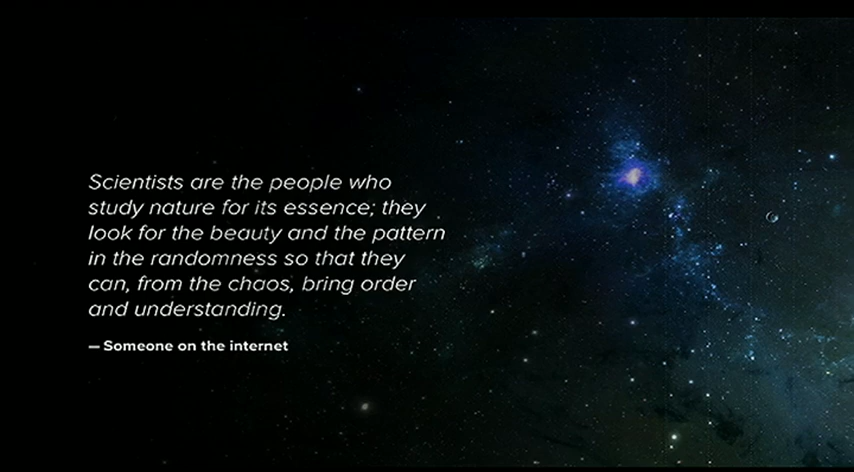 Scientists are the people who
study nature for its essence; they
look for the beauty and the pattern
in the randomness so that they
can, from the chaos, bring order
and understanding.
— Someone on the internet